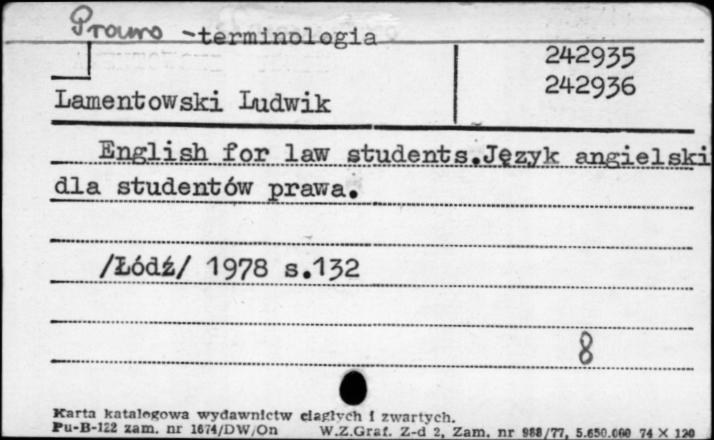 Prawo -terminologia
242935
242936
Lamentowski Ludwik
English for law students.Język angielski
dla studentów prawa.
/Łódź/ 1978 s.132
8
Karta katalogowa wydawnictw ciągłych i zwartych.
Pu-B-122 zam. nr 1674/DW/On W.Z.Graf. Z-d 2, Zam. nr 988/77, 5.650.000 74 X 120